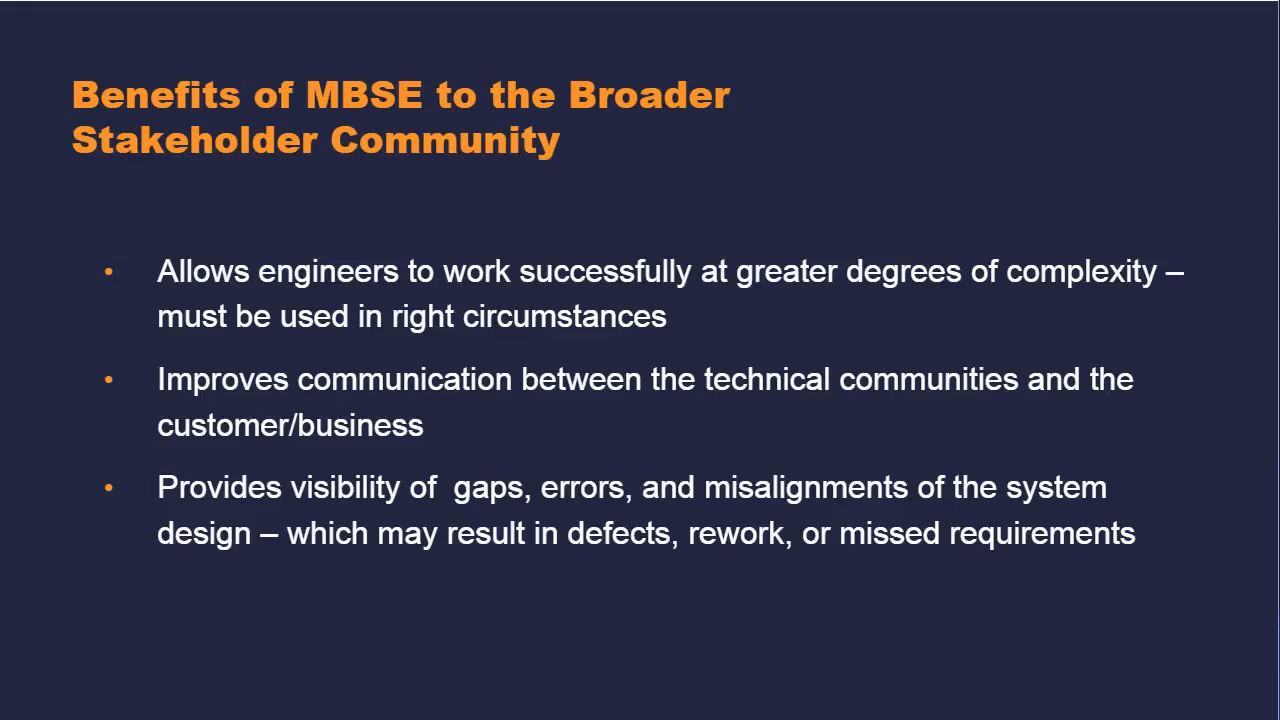 Benefits of MBSE to the Broader
Stakeholder Community
• Allows engineers to work successfully at greater degrees of complexity –
must be used in right circumstances
• Improves communication between the technical communities and the
customer/business
• Provides visibility of  gaps, errors, and misalignments of the system
design – which may result in defects, rework, or missed requirements